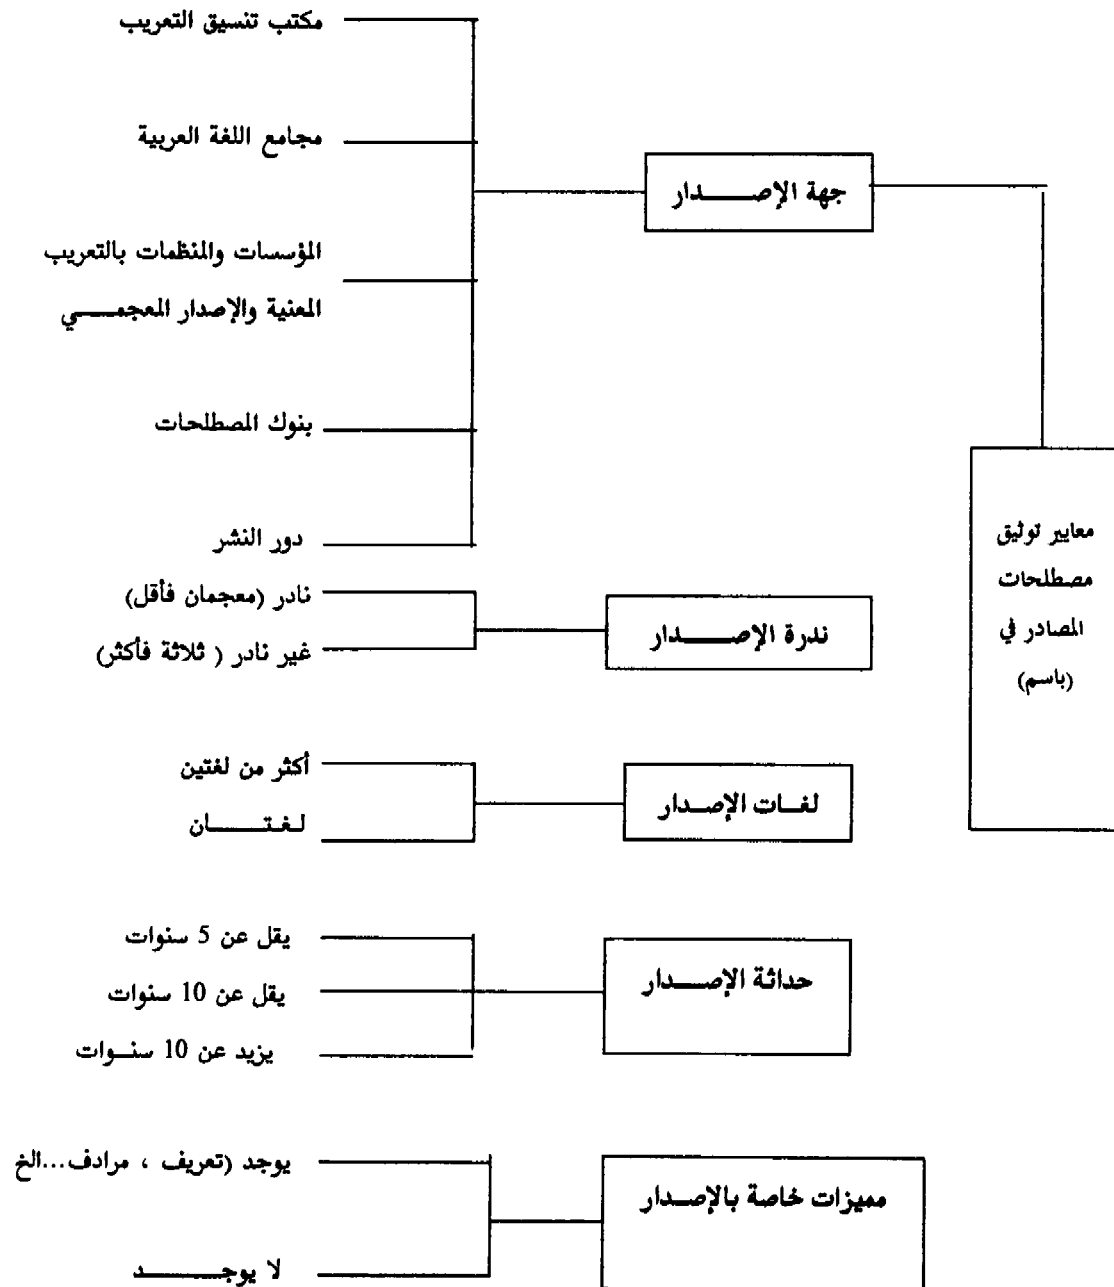 معايير توثيق
مصطلحات
المصادر في
(باسم)
جهة الإصدار
مكتب تنسيق التعريب
مجامع اللغة العربية
المؤسسات والمنظمات بالتعريب
المعنية والإصدار المعجمي
بنوك المصطلحات
دور النشر
ندرة الإصدار
نادر (معجمان فأقل)
غير نادر ( ثلاثة فأكثر)
لغات الإصدار
أكثر من لغتين
لغتان
حداثة الإصدار
يقل عن 5 سنوات
يقل عن 10 سنوات
يزيد عن 10 سنوات
مميزات خاصة بالإصدار
يوجد (تعريف ، مرادف...الخ
لا يوجد